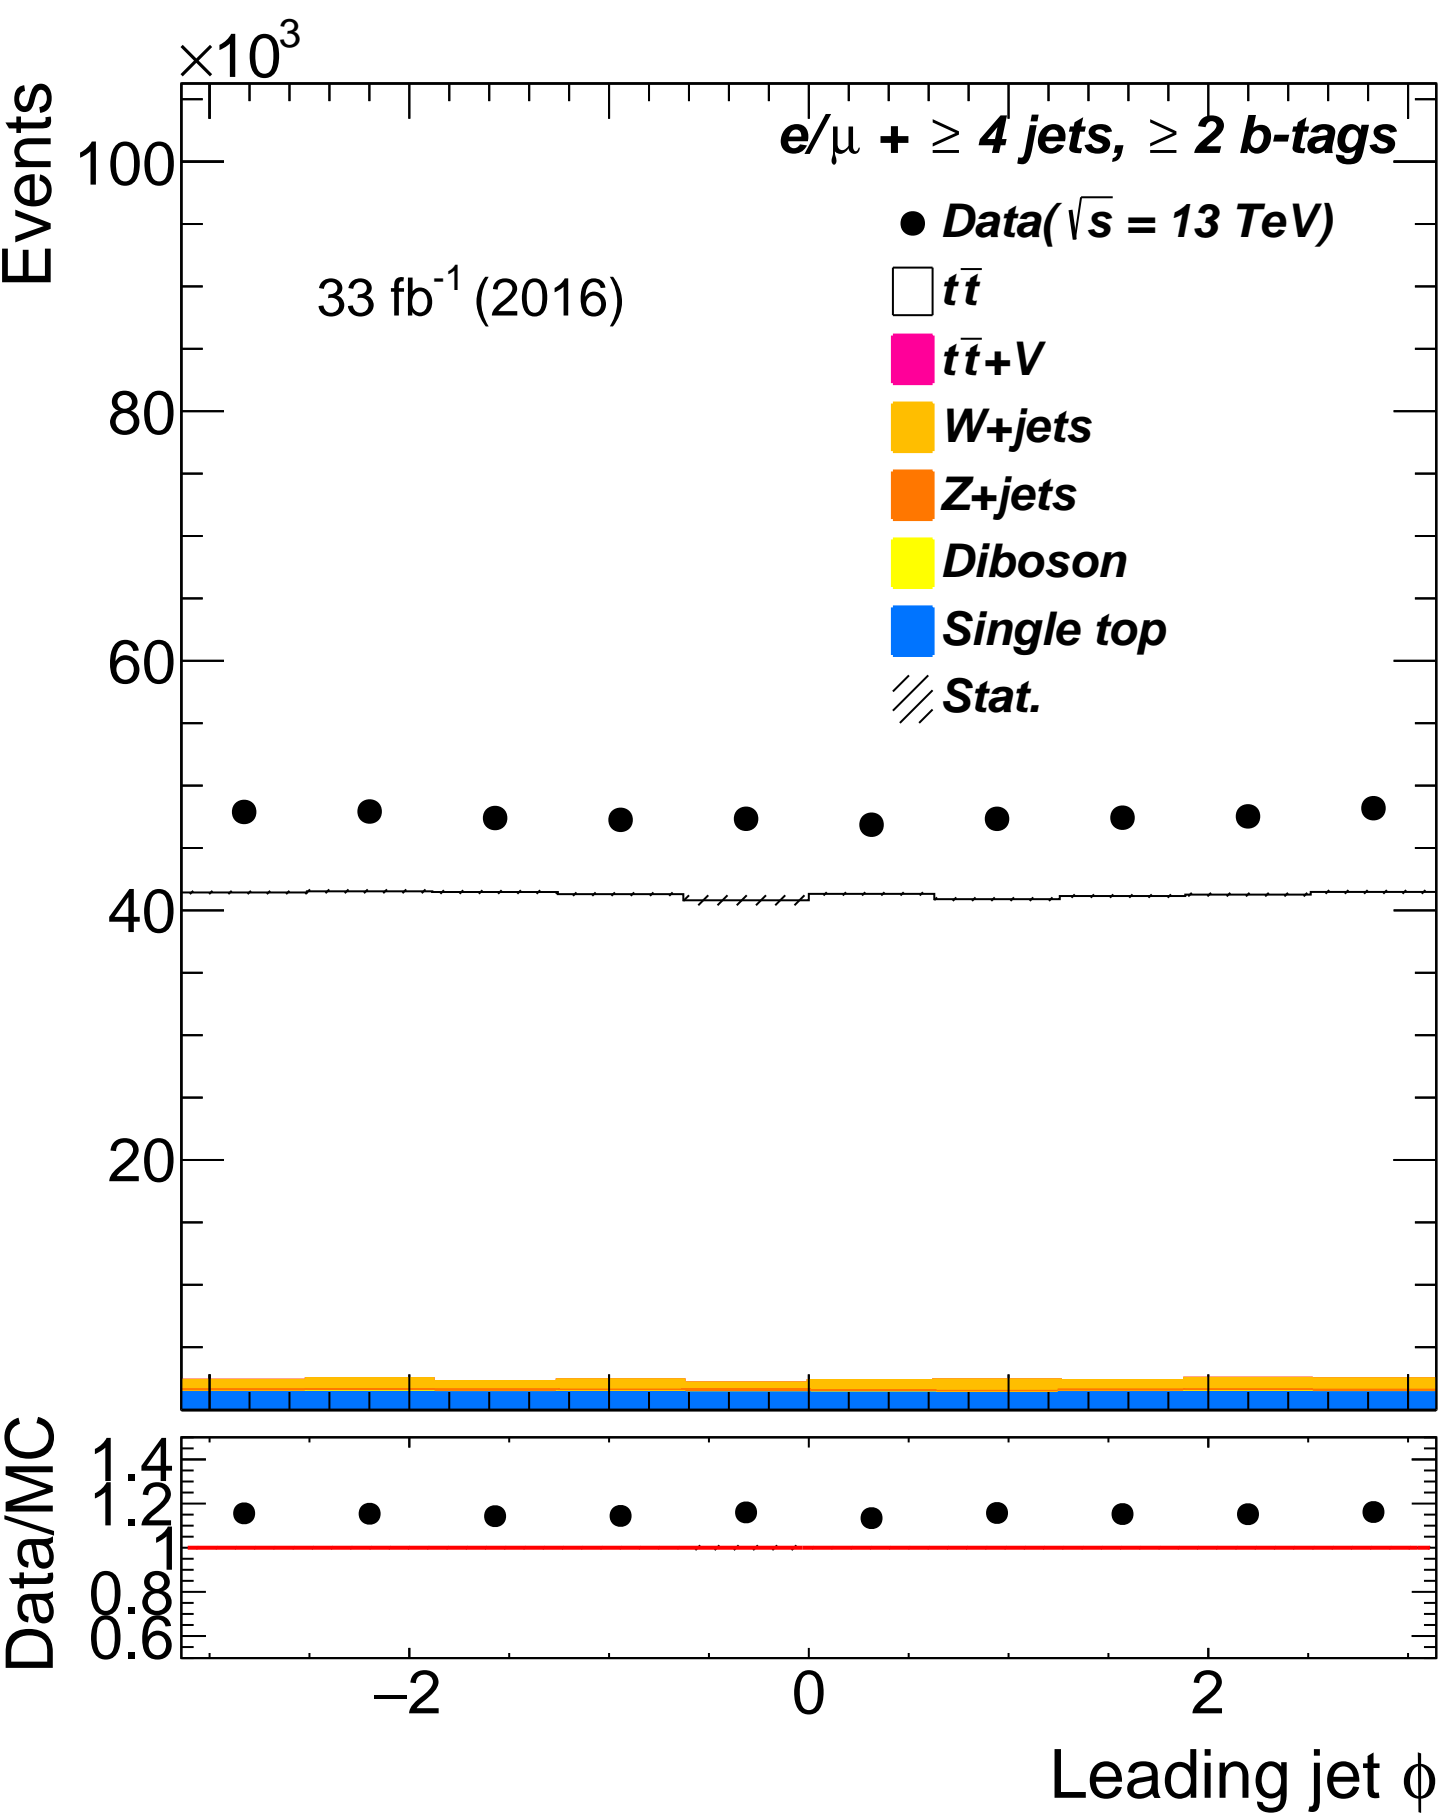 ×10³
Events
100
80
60
40
20
e/μ + ≥ 4 jets, ≥ 2 b-tags
33 fb⁻¹ (2016)
Data(√s = 13 TeV)
tt̅
tt̅+V
W+jets
Z+jets
Diboson
Single top
Stat.
Data/MC
1.4
1.2
1
0.8
0.6
−2 0 2
Leading jet ϕ